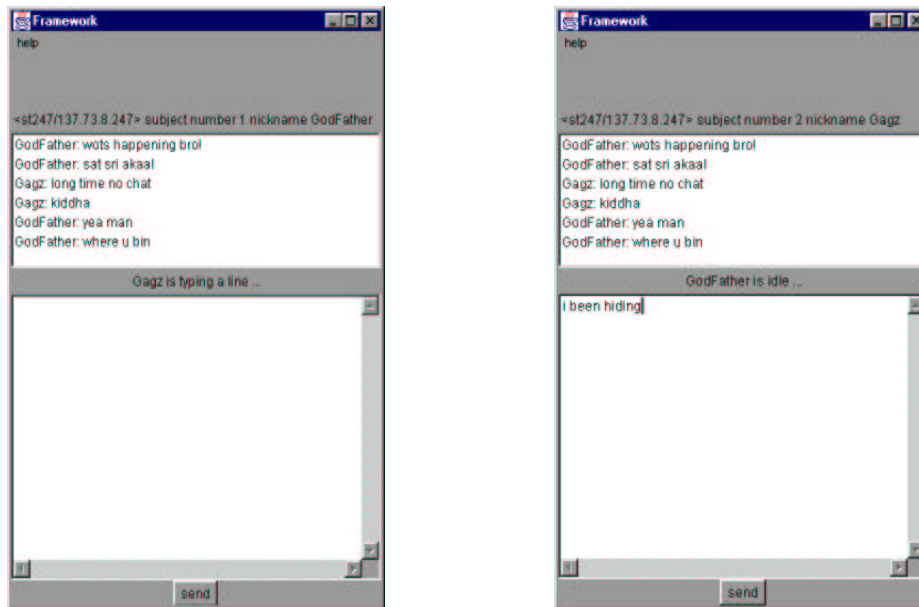 Framework
help
<st247/137.73.8.247> subject number 1 nickname GodFather
GodFather: wots happening bro!
GodFather: sat sri akaal
Gagz: long time no chat
Gagz: kiddha
GodFather: yea man
GodFather: where u bin
Gagz is typing a line ...
send
Framework
help
<st247/137.73.8.247> subject number 2 nickname Gagz
GodFather: wots happening bro!
GodFather: sat sri akaal
Gagz: long time no chat
Gagz: kiddha
GodFather: yea man
GodFather: where u bin
GodFather is idle ...
i been hiding
send